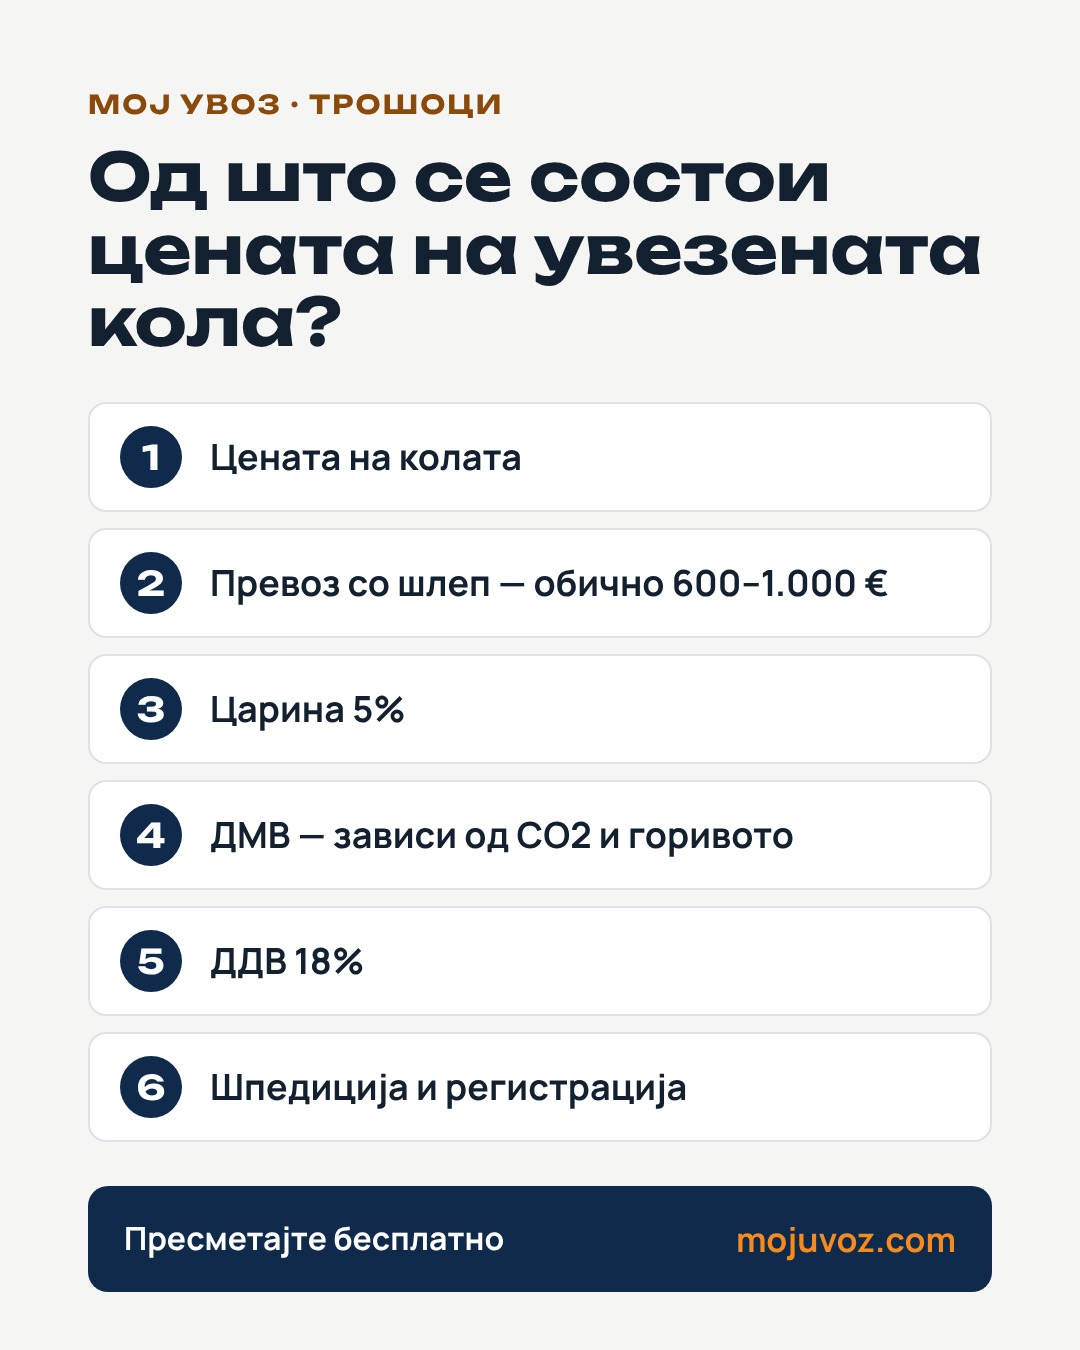 МОЈ УВОЗ · ТРОШОЦИ
Од што се состои
цената на увезената
кола?
1 Цената на колата
2 Превоз со шлеп — обично 600–1.000 €
3 Царина 5%
4 ДМВ — зависи од CO2 и горивото
5 ДДВ 18%
6 Шпедиција и регистрација
Пресметајте бесплатно mojuvoz.com